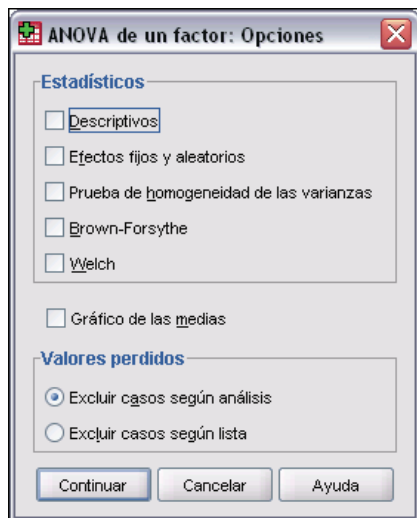 ANOVA de un factor: Opciones
Estadísticos
Descriptivos
Efectos fijos y aleatorios
Prueba de homogeneidad de las varianzas
Brown-Forsythe
Welch
Gráfico de las medias
Valores perdidos
Excluir casos según análisis
Excluir casos según lista
Continuar Cancelar Ayuda